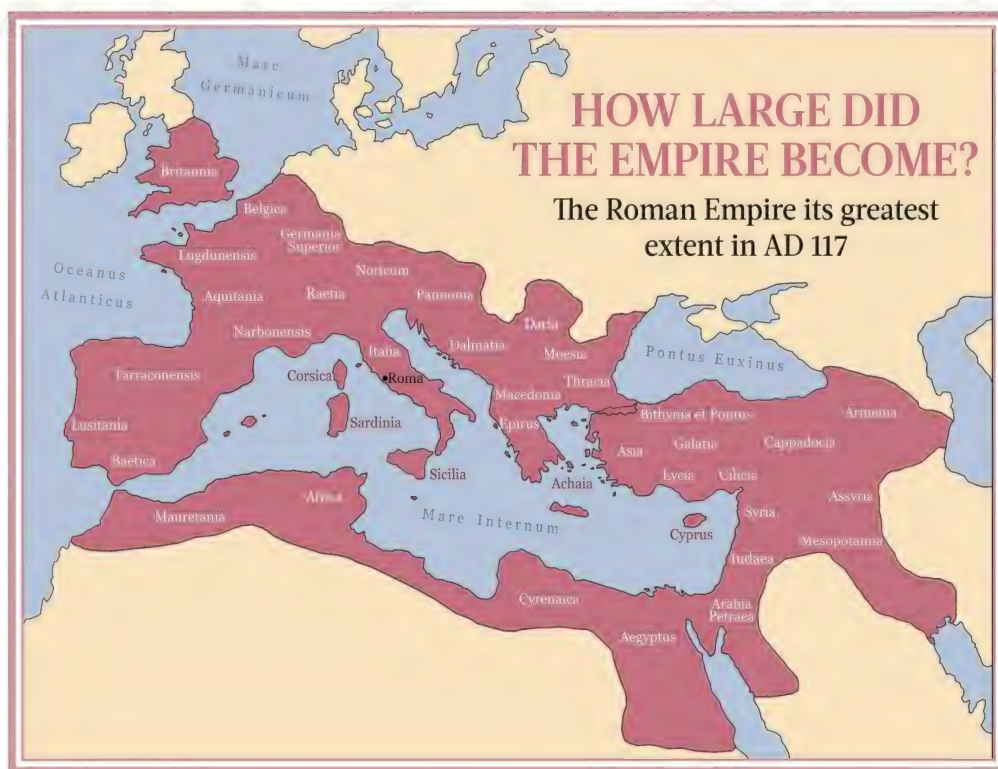 Mare
Germanicum
HOW LARGE DID
THE EMPIRE BECOME?
The Roman Empire its greatest
extent in AD 117
Britannia
Belgica
Germania
Superior
Lugdunensis
Noricum
Oceanus
Atlanticus
Aquitania
Raetia
Pannonia
Dacia
Narbonensis
Dalmatia
Italia
Moesia
Pontus Euxinus
Tarraconensis
Corsica
Roma
Thracia
Macedonia
Bithynia et Pontus
Armenia
Lusitania
Sardinia
Epirus
Asia
Galatia
Cappadocia
Baetica
Sicilia
Achaia
Lycia
Cilicia
Africa
Assyria
Mauretania
Mare Internum
Syria
Cyprus
Mesopotamia
Iudaea
Cyrenaica
Arabia
Petraea
Aegyptus